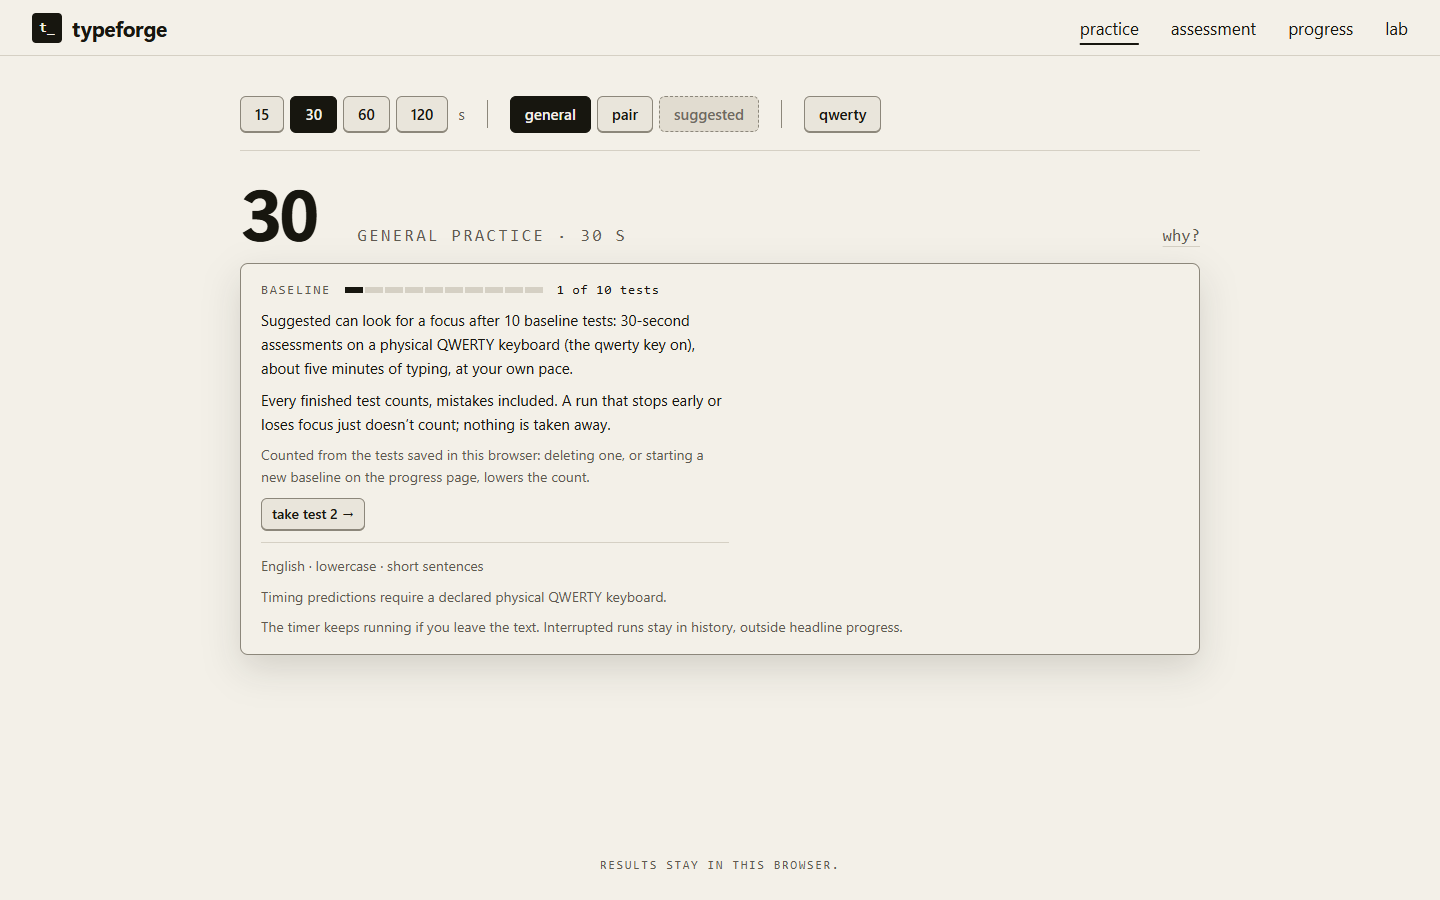 t_ typeforge practice assessment progress lab
15 30 60 120 s general pair suggested qwerty
30 GENERAL PRACTICE · 30 S why?
BASELINE 1 of 10 tests
Suggested can look for a focus after 10 baseline tests: 30-second
assessments on a physical QWERTY keyboard (the qwerty key on),
about five minutes of typing, at your own pace.
Every finished test counts, mistakes included. A run that stops early or
loses focus just doesn’t count; nothing is taken away.
Counted from the tests saved in this browser: deleting one, or starting a
new baseline on the progress page, lowers the count.
take test 2 →
English · lowercase · short sentences
Timing predictions require a declared physical QWERTY keyboard.
The timer keeps running if you leave the text. Interrupted runs stay in history, outside headline progress.
RESULTS STAY IN THIS BROWSER.